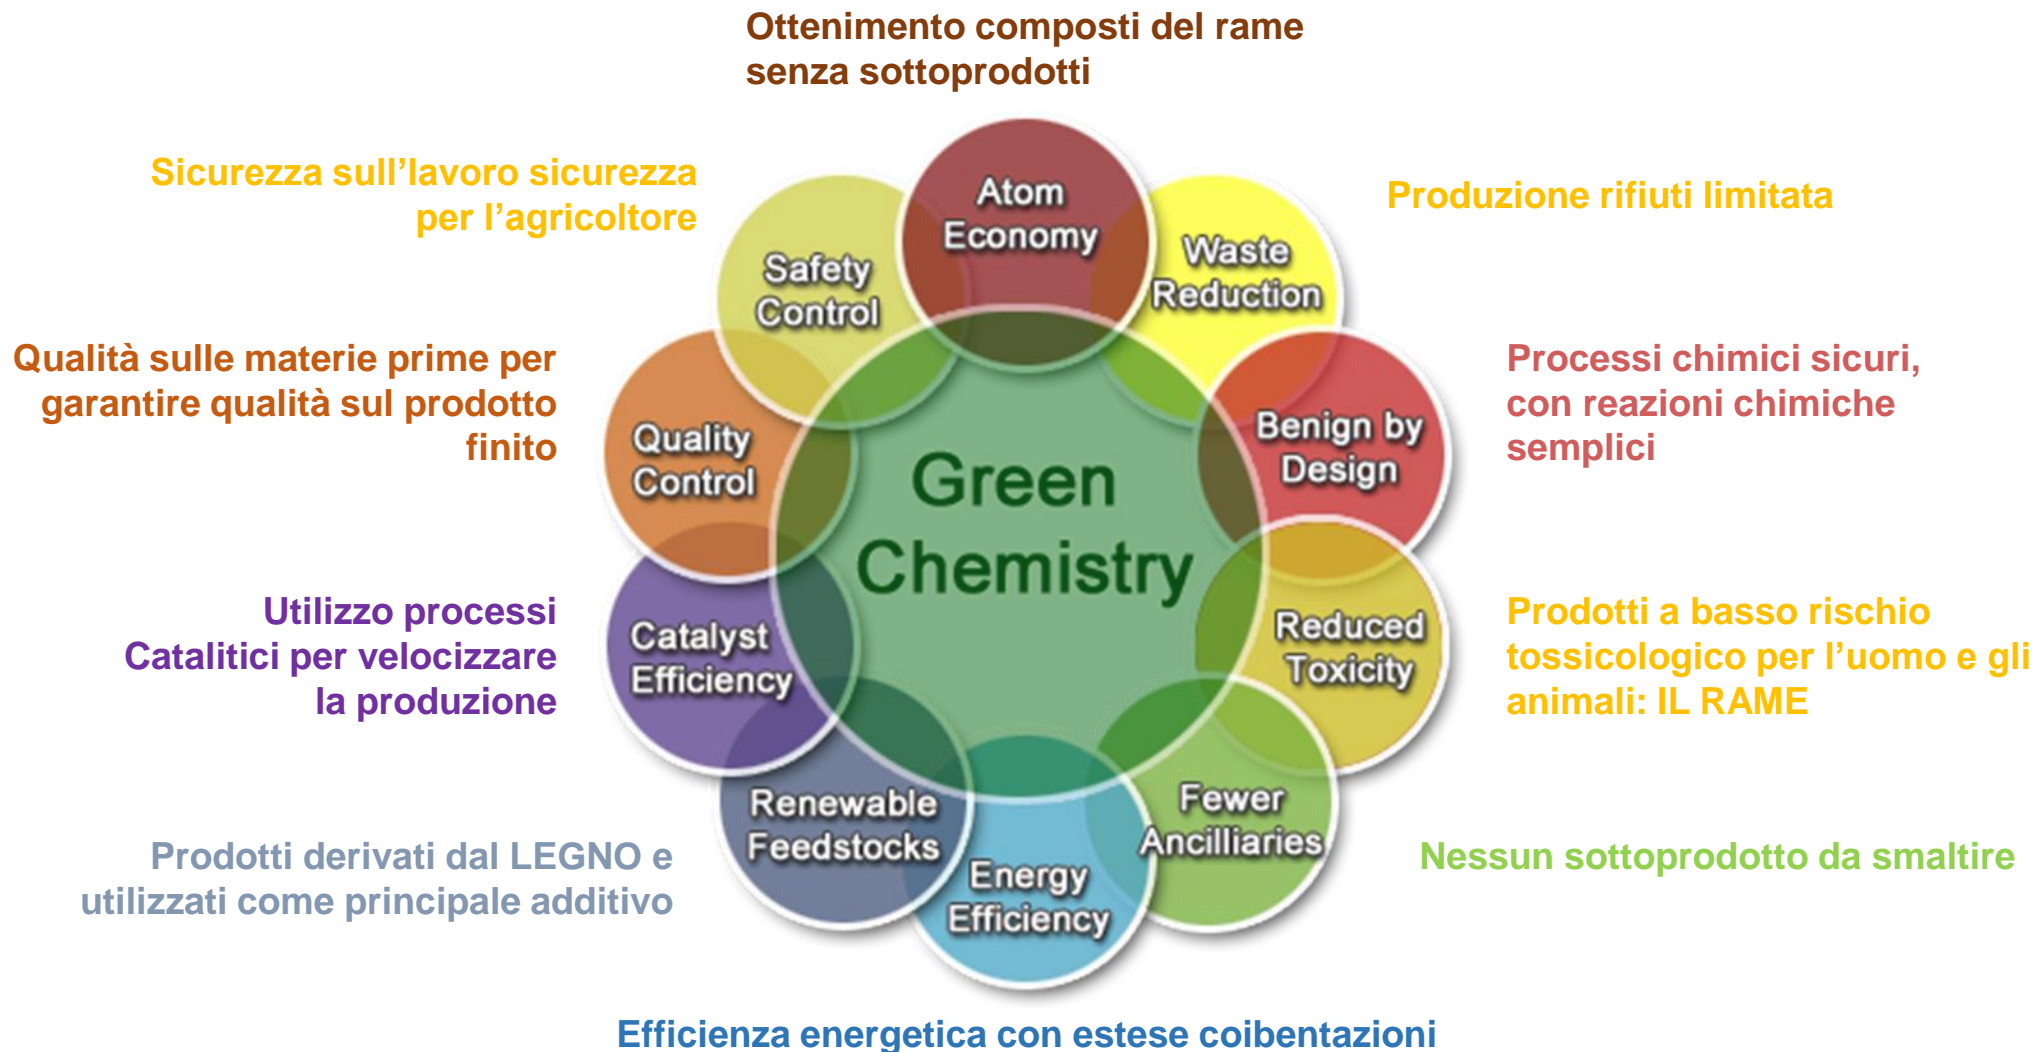 Ottenimento composti del rame
senza sottoprodotti
Sicurezza sull’lavoro sicurezza
per l’agricoltore
Produzione rifiuti limitata
Atom
Economy
Waste
Reduction
Safety
Control
Qualità sulle materie prime per
garantire qualità sul prodotto
finito
Processi chimici sicuri,
con reazioni chimiche
semplici
Quality
Control
Benign by
Design
Green
Chemistry
Utilizzo processi
Catalitici per velocizzare
la produzione
Catalyst
Efficiency
Reduced
Toxicity
Prodotti a basso rischio
tossicologico per l’uomo e gli
animali: IL RAME
Renewable
Feedstocks
Fewer
Ancilliaries
Energy
Efficiency
Prodotti derivati dal LEGNO e
utilizzati come principale additivo
Nessun sottoprodotto da smaltire
Efficienza energetica con estese coibentazioni